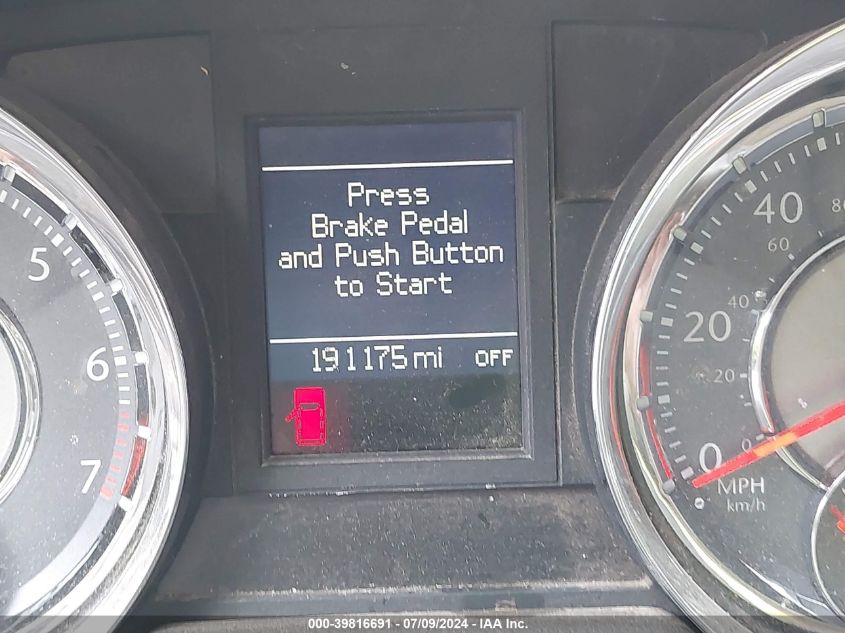 Press
Brake Pedal
and Push Button
to Start
191175 mi OFF
5
6
7
40
80
60
40
20
20
0
0
MPH
km/h
000-39816691 - 07/09/2024 - IAA Inc.